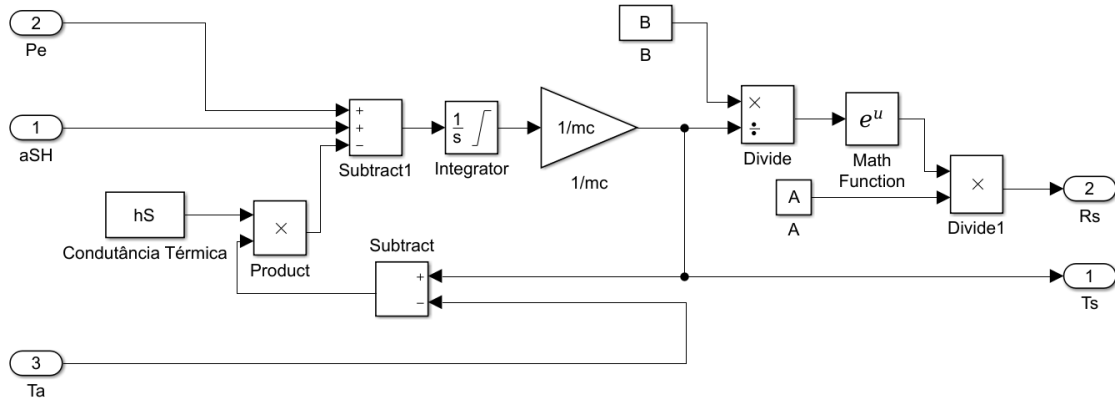 2
Pe
1
aSH
+
+
−
Subtract1
1
s
Integrator
1/mc
1/mc
B
B
×
÷
Divide
e^u
Math
Function
A
A
×
Divide1
2
Rs
hS
Condutância Térmica
×
Product
Subtract
+
−
1
Ts
3
Ta